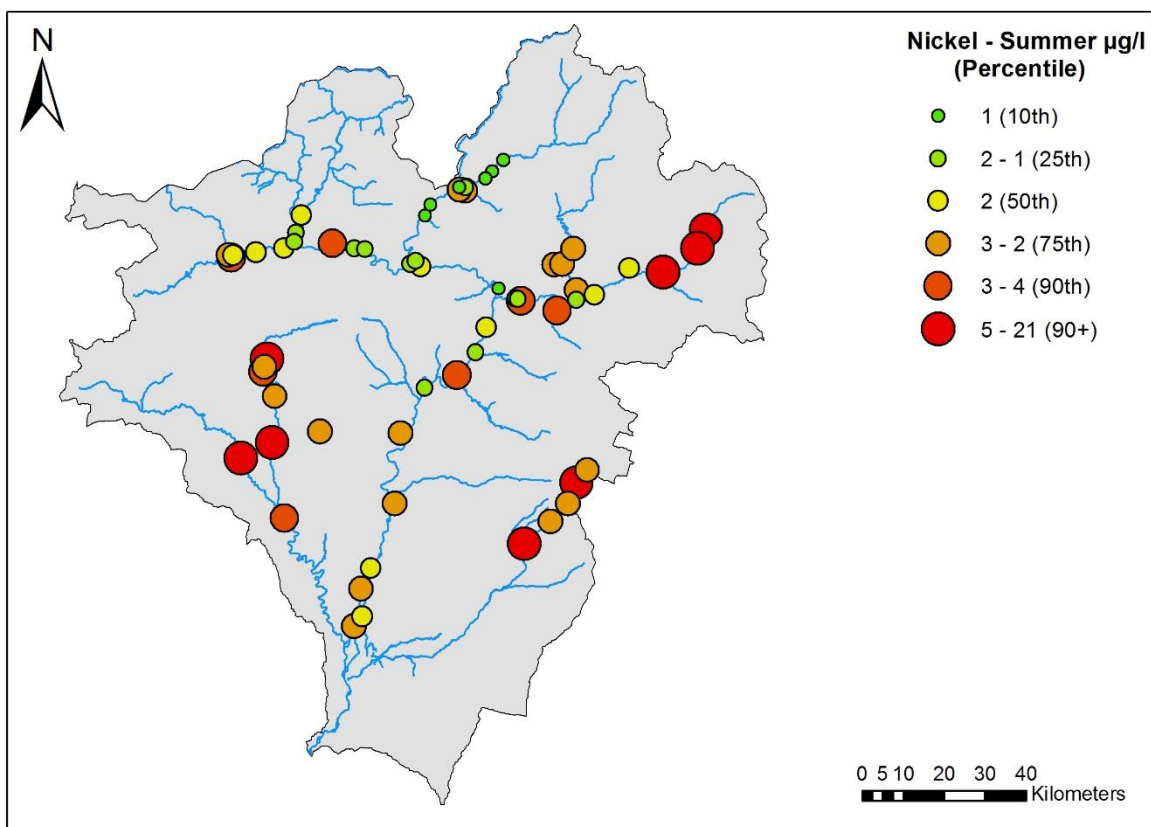 N
Nickel - Summer µg/l
(Percentile)
1 (10th)
2 - 1 (25th)
2 (50th)
3 - 2 (75th)
3 - 4 (90th)
5 - 21 (90+)
0 5 10 20 30 40
Kilometers